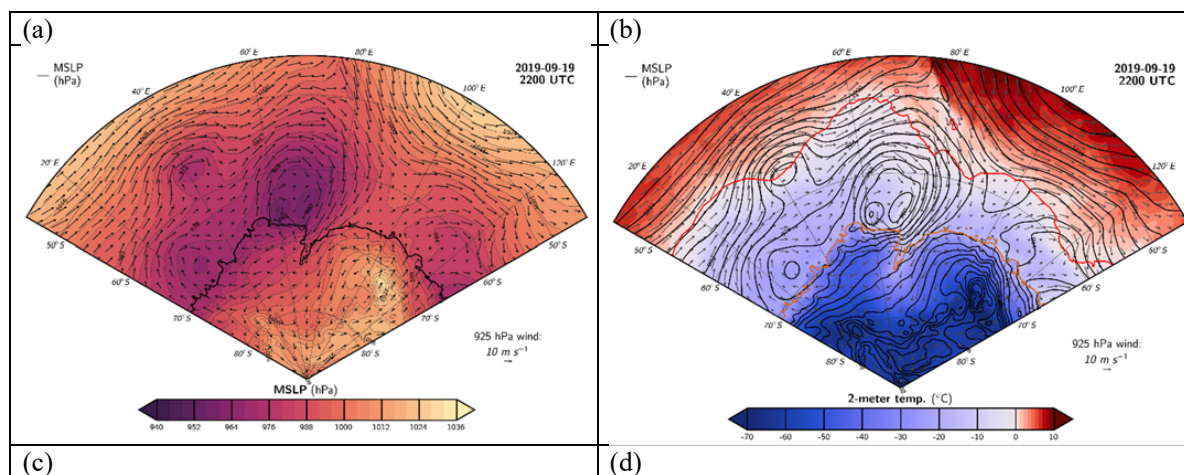 (a)
MSLP
(hPa)
2019-09-19
2200 UTC
60° E
80° E
40° E
100° E
20° E
120° E
50° S
50° S
60° S
60° S
70° S
70° S
80° S
80° S
925 hPa wind:
10 m s⁻¹
MSLP (hPa)
940 952 964 976 988 1000 1012 1024 1036
(b)
MSLP
(hPa)
2019-09-19
2200 UTC
60° E
80° E
40° E
100° E
20° E
120° E
50° S
50° S
60° S
60° S
70° S
70° S
80° S
80° S
925 hPa wind:
10 m s⁻¹
2-meter temp. (°C)
-70 -60 -50 -40 -30 -20 -10 0 10
(c)
(d)